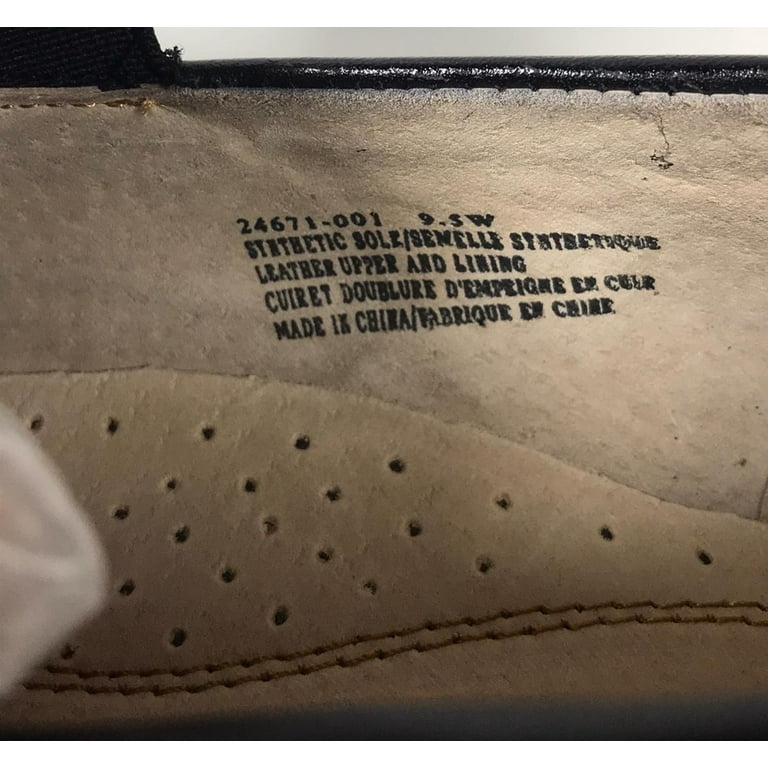 24671-001 9.5W
SYNTHETIC SOLE/SEMELLE SYNTHETIQUE
LEATHER UPPER AND LINING
CUIRET DOUBLURE D'EMPEIGNE EN CUIR
MADE IN CHINA/FABRIQUE EN CHINE